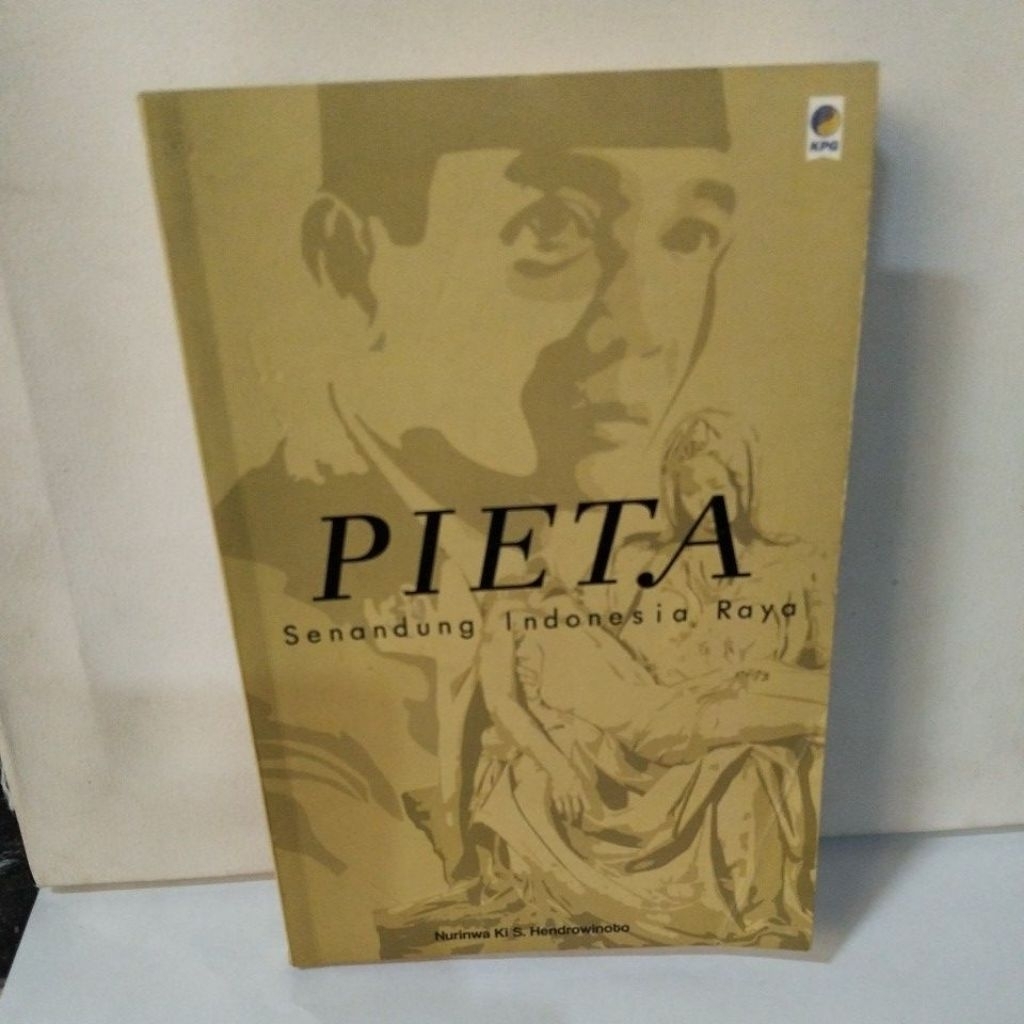 KPG
PIETA
Senandung Indonesia Raya
Nurinwa Ki S. Hendrowinoto